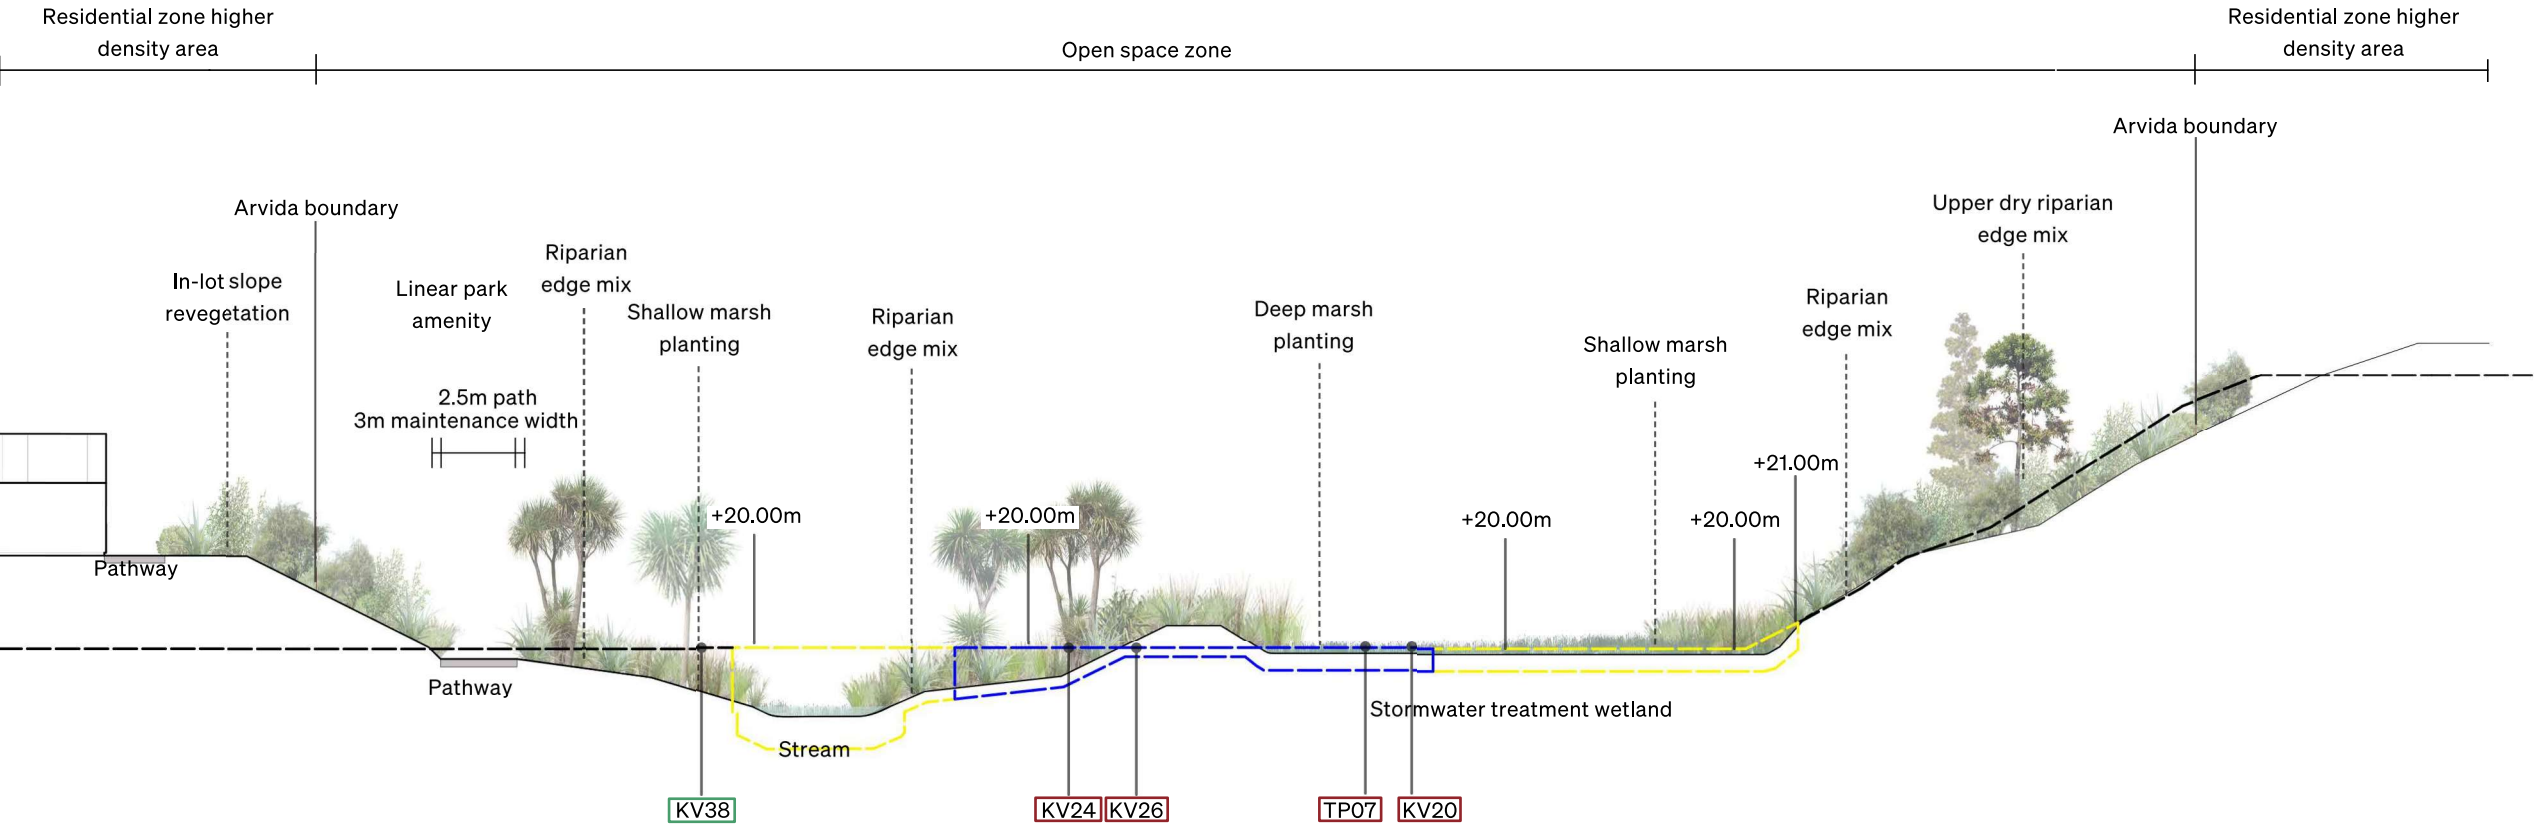 Residential zone higher
density area
Open space zone
Residential zone higher
density area
Arvida boundary
Upper dry riparian
edge mix
Arvida boundary
Riparian
edge mix
In-lot slope
revegetation
Linear park
amenity
Shallow marsh
planting
Riparian
edge mix
Deep marsh
planting
Riparian
edge mix
Shallow marsh
planting
2.5m path
3m maintenance width
+21.00m
+20.00m
+20.00m
+20.00m
+20.00m
Pathway
Pathway
Stormwater treatment wetland
Stream
KV38
KV24
KV26
TP07
KV20